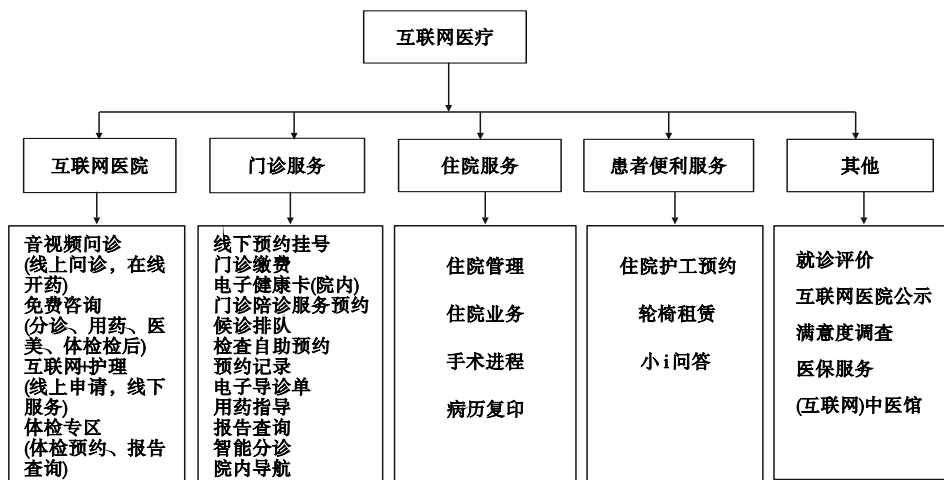 互联网医疗
互联网医院
门诊服务
住院服务
患者便利服务
其他
音视频问诊
(线上问诊，在线
开药)
免费咨询
(分诊、用药、医
美、体检检后)
互联网+护理
(线上申请，线下
服务)
体检专区
(体检预约、报告
查询)
线下预约挂号
门诊缴费
电子健康卡(院内)
门诊陪诊服务预约
候诊排队
检查自助预约
预约记录
电子导诊单
用药指导
报告查询
智能分诊
院内导航
住院管理
住院业务
手术进程
病历复印
住院护工预约
轮椅租赁
小i问答
就诊评价
互联网医院公示
满意度调查
医保服务
(互联网)中医馆